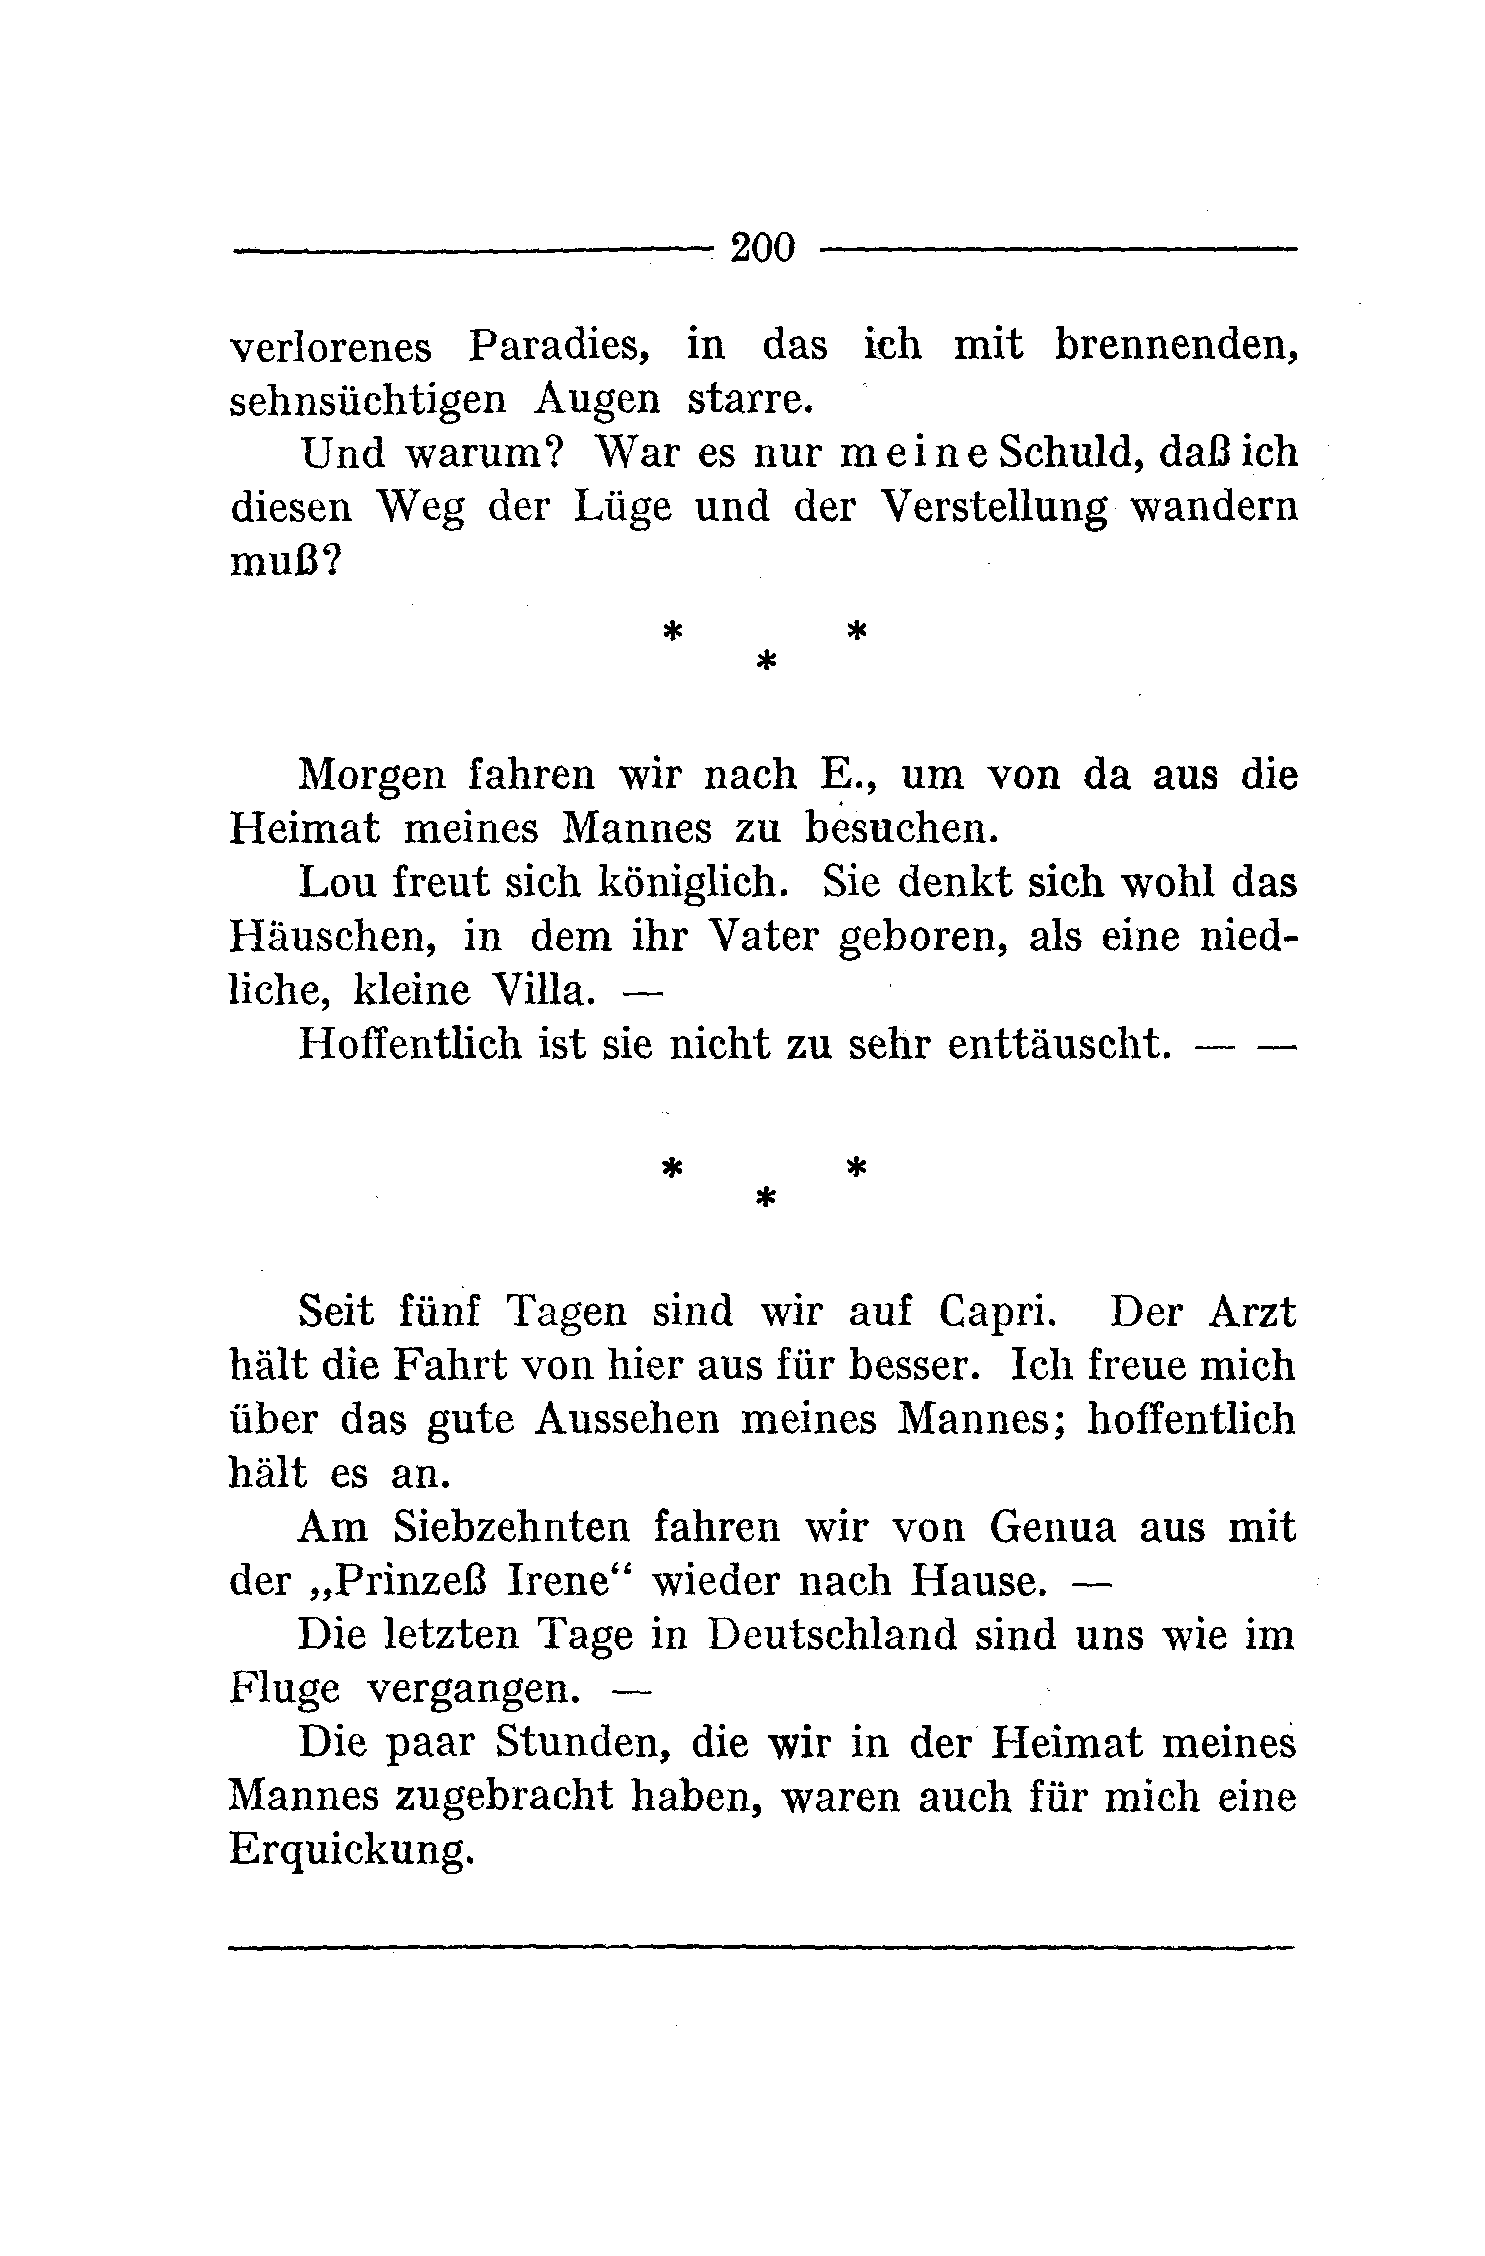 200
verlorenes Paradies, in das ich mit brennenden,
sehnsüchtigen Augen starre.
Und warum? War es nur meine Schuld, daß ich
diesen Weg der Lüge und der Verstellung wandern
muß?
* *
*
Morgen fahren wir nach E., um von da aus die
Heimat meines Mannes zu besuchen.
Lou freut sich königlich. Sie denkt sich wohl das
Häuschen, in dem ihr Vater geboren, als eine nied-
liche, kleine Villa. —
Hoffentlich ist sie nicht zu sehr enttäuscht. — —
* *
*
Seit fünf Tagen sind wir auf Capri. Der Arzt
hält die Fahrt von hier aus für besser. Ich freue mich
über das gute Aussehen meines Mannes; hoffentlich
hält es an.
Am Siebzehnten fahren wir von Genua aus mit
der „Prinzeß Irene“ wieder nach Hause. —
Die letzten Tage in Deutschland sind uns wie im
Fluge vergangen. —
Die paar Stunden, die wir in der Heimat meines
Mannes zugebracht haben, waren auch für mich eine
Erquickung.